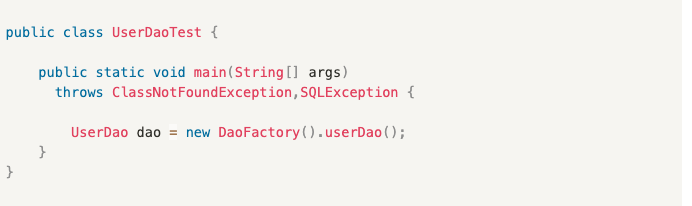 public class UserDaoTest {
public static void main(String[] args)
throws ClassNotFoundException,SQLException {
UserDao dao = new DaoFactory().userDao();
}
}